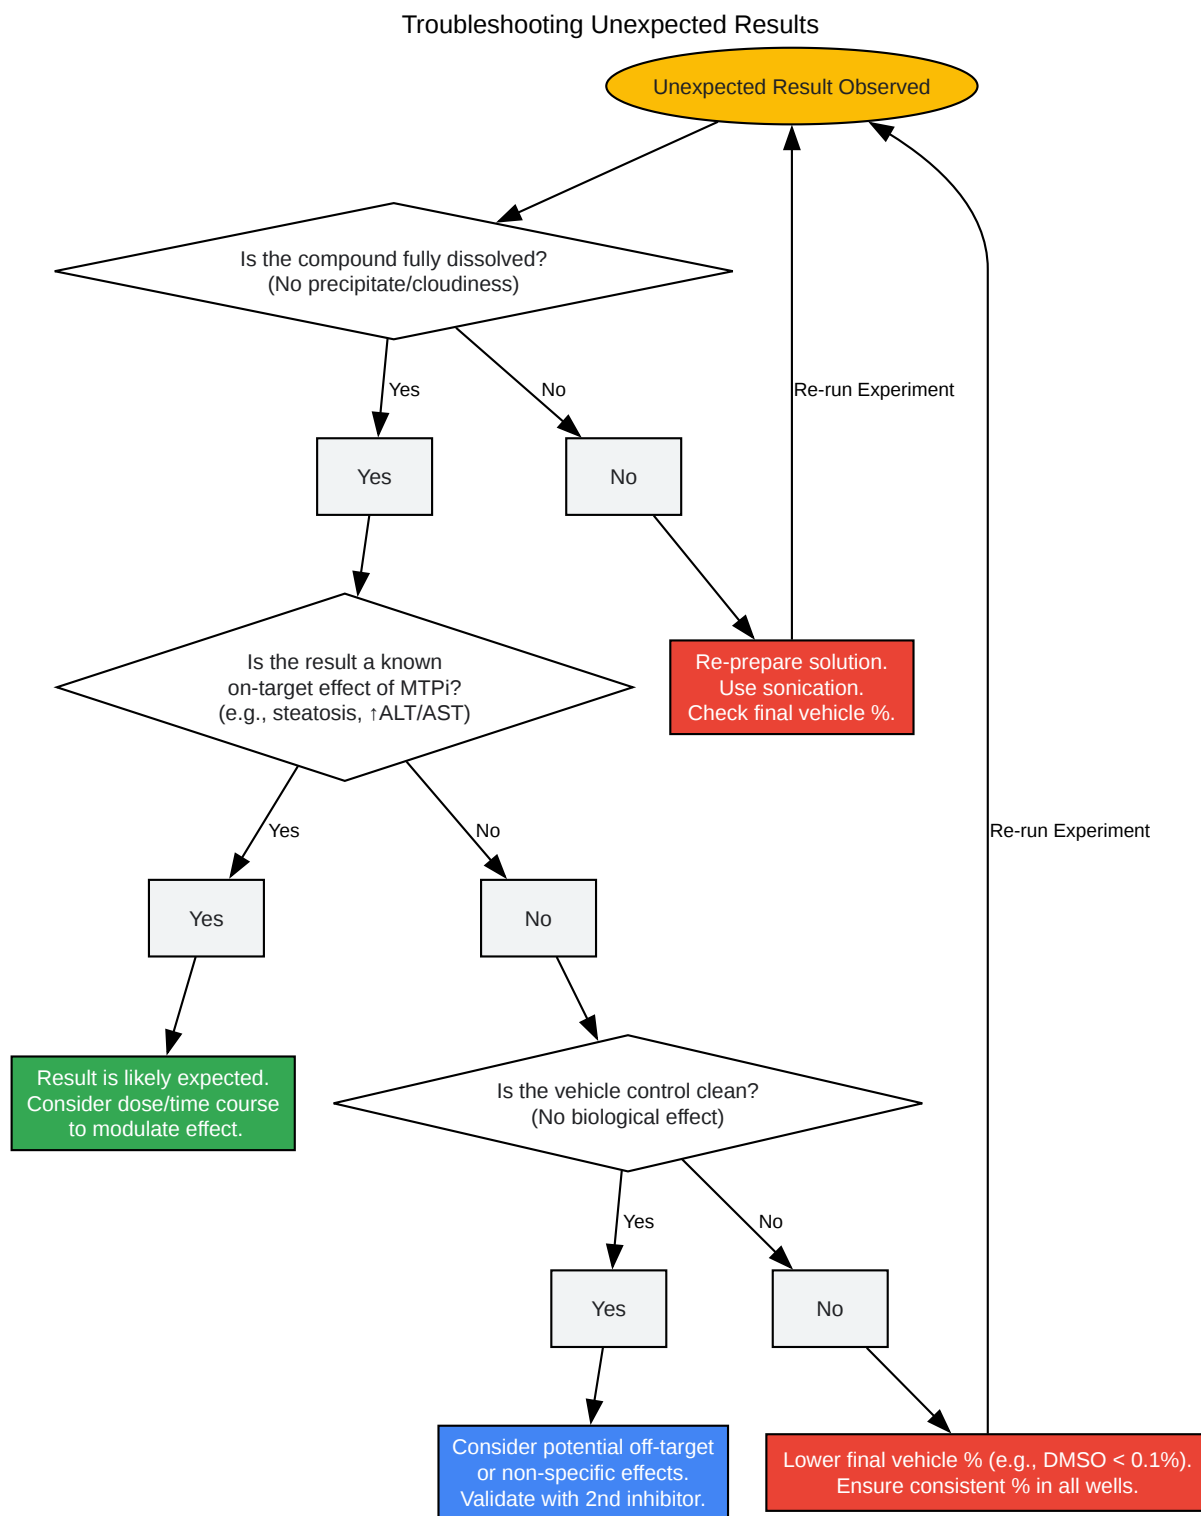 Troubleshooting Unexpected Results
Unexpected Result Observed
Is the compound fully dissolved?
(No precipitate/cloudiness)
Yes
No
Re-run Experiment
Yes
No
Is the result a known
on-target effect of MTPi?
(e.g., steatosis, ↑ALT/AST)
Re-prepare solution.
Use sonication.
Check final vehicle %.
Yes
No
Re-run Experiment
Yes
No
Result is likely expected.
Consider dose/time course
to modulate effect.
Is the vehicle control clean?
(No biological effect)
Yes
No
Yes
No
Consider potential off-target
or non-specific effects.
Validate with 2nd inhibitor.
Lower final vehicle % (e.g., DMSO < 0.1%).
Ensure consistent % in all wells.